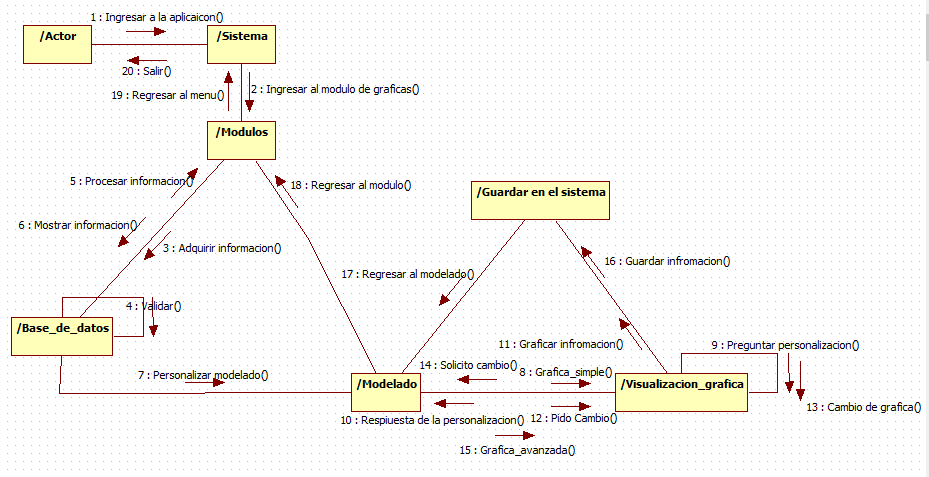 1 : Ingresar a la aplicaicon()
/Actor
/Sistema
20 : Salir()
19 : Regresar al menu()
2 : Ingresar al modulo de graficas()
/Modulos
5 : Procesar informacion()
18 : Regresar al modulo()
/Guardar en el sistema
6 : Mostrar informacion()
3 : Adquirir informacion()
16 : Guardar infromacion()
17 : Regresar al modelado()
4 : Validar()
/Base_de_datos
11 : Graficar infromacion()
9 : Preguntar personalizacion()
14 : Solicito cambio()
7 : Personalizar modelado()
8 : Grafica_simple()
/Modelado
/Visualizacion_grafica
13 : Cambio de grafica()
10 : Respiuesta de la personalizacion()
12 : Pido Cambio()
15 : Grafica_avanzada()